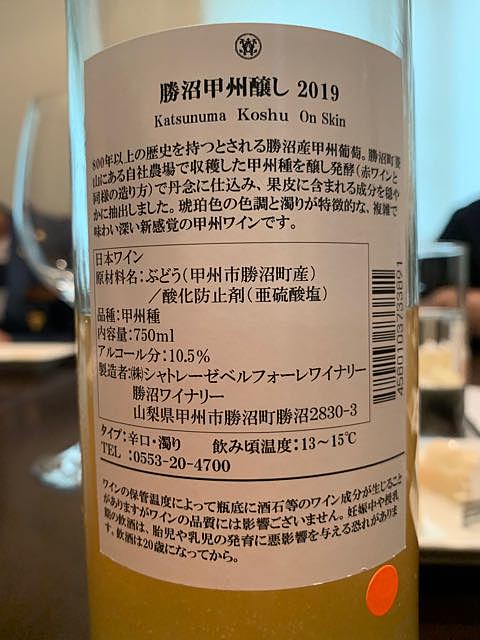 勝沼甲州醸し 2019
Katsunuma Koshu On Skin
800年以上の歴史を持つとされる勝沼産甲州葡萄。勝沼町菱
山にある自社農場で収穫した甲州種を醸し発酵(赤ワインと
同様の造り方)で丹念に仕込み、果皮に含まれる成分を穏や
かに抽出しました。琥珀色の色調と濁りが特徴的な、複雑で
味わい深い新感覚の甲州ワインです。
日本ワイン
原材料名:ぶどう(甲州市勝沼町産)
/酸化防止剤(亜硫酸塩)
品種:甲州種
内容量:750ml
アルコール分:10.5%
製造者:㈱シャトレーゼベルフォーレワイナリー
勝沼ワイナリー
山梨県甲州市勝沼町勝沼2830-3
4580103733891
タイプ:辛口・濁り 飲み頃温度:13~15℃
TEL :0553-20-4700
ワインの保管温度によって瓶底に酒石等のワイン成分が生じること
がありますがワインの品質には影響ございません。妊娠中や授乳
期の飲酒は、胎児や乳児の発育に悪影響を与える恐れがありま
す。飲酒は20歳になってから。